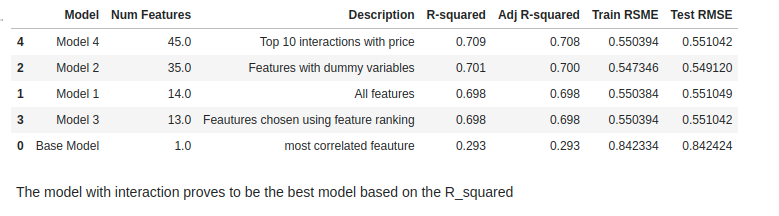 Model Num Features Description R-squared Adj R-squared Train RSME Test RMSE
4 Model 4 45.0 Top 10 interactions with price 0.709 0.708 0.550394 0.551042
2 Model 2 35.0 Features with dummy variables 0.701 0.700 0.547346 0.549120
1 Model 1 14.0 All features 0.698 0.698 0.550384 0.551049
3 Model 3 13.0 Feautures chosen using feature ranking 0.698 0.698 0.550394 0.551042
0 Base Model 1.0 most correlated feauture 0.293 0.293 0.842334 0.842424
The model with interaction proves to be the best model based on the R_squared